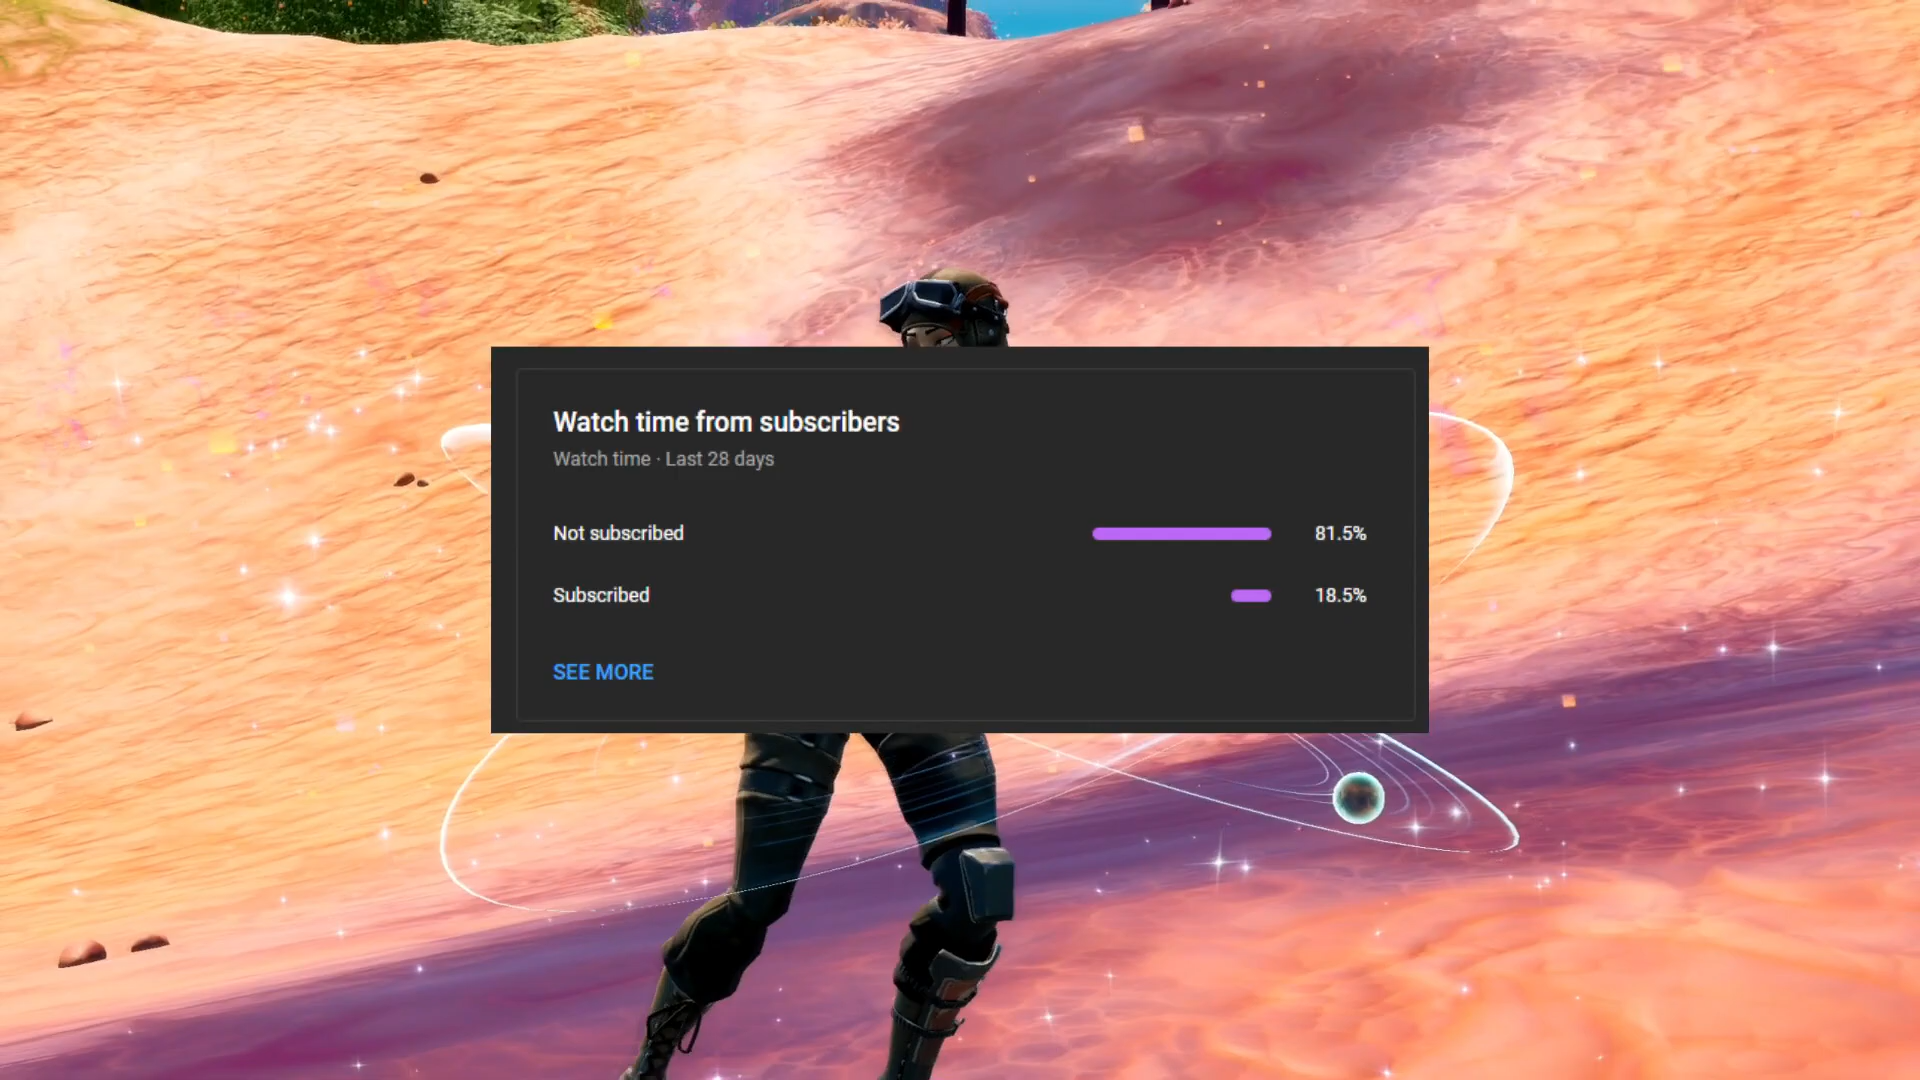 Watch time from subscribers
Watch time · Last 28 days
Not subscribed 81.5%
Subscribed 18.5%
SEE MORE